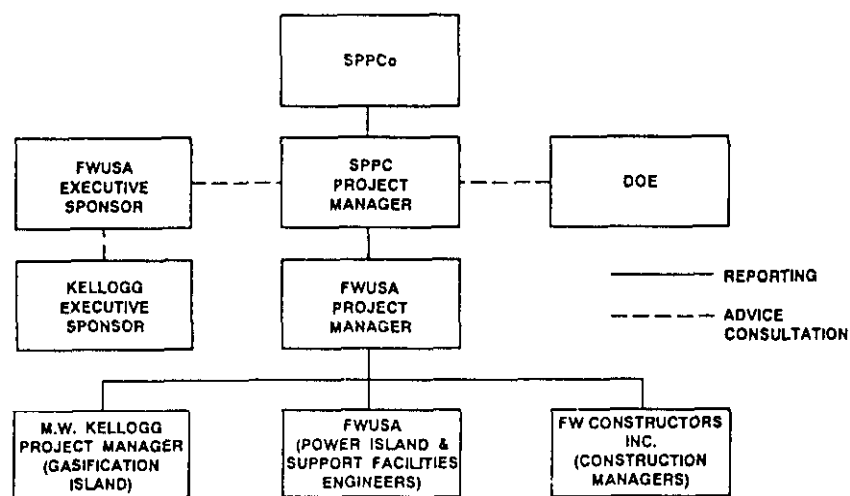 SPPCo
FWUSA
EXECUTIVE
SPONSOR
SPPC
PROJECT
MANAGER
DOE
KELLOGG
EXECUTIVE
SPONSOR
FWUSA
PROJECT
MANAGER
REPORTING
ADVICE
CONSULTATION
M.W. KELLOGG
PROJECT MANAGER
(GASIFICATION
ISLAND)
FWUSA
(POWER ISLAND &
SUPPORT FACILITIES
ENGINEERS)
FW CONSTRUCTORS
INC.
(CONSTRUCTION
MANAGERS)